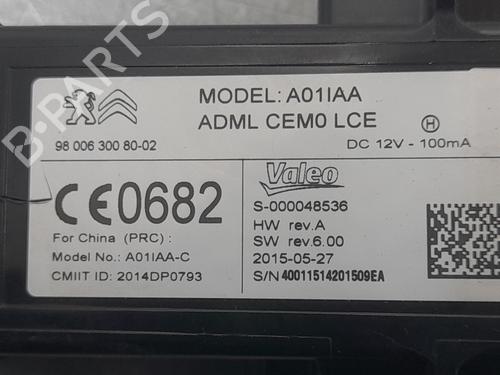 MODEL: A01IAA
ADML CEM0 LCE
H
98 006 300 80-02
DC 12V - 100mA
CE0682
Valeo
S-000048536
HW rev.A
For China (PRC) :
SW rev.6.00
Model No.: A01IAA-C
2015-05-27
CMIIT ID: 2014DP0793
S/N 40011514201509EA